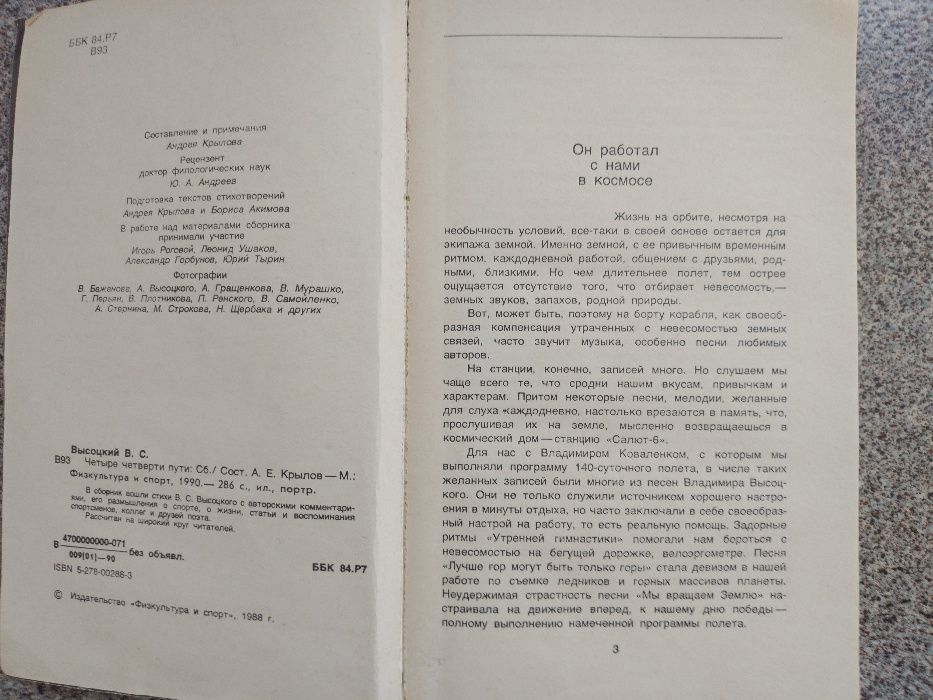 ББК 84.Р7
В93
Составление и примечания
Андрея Крылова
Рецензент
доктор филологических наук
Ю. А. Андреев
Подготовка текстов стихотворений
Андрея Крылова и Бориса Акимова
В работе над материалами сборника
принимали участие
Игорь Роговой, Леонид Ушаков,
Александр Горбунов, Юрий Тырин
Фотографии
В. Баженова, А. Высоцкого, А. Гращенкова, В. Мурашко,
Г. Перьян, В. Плотникова, Л. Ренского, В. Самойленко,
А. Стернина, М. Строкова, Н. Щербака и других
Высоцкий В. С.
В93 Четыре четверти пути: Сб./ Сост. А. Е. Крылов — М.:
Физкультура и спорт, 1990.— 286 с., ил., портр.
В сборник вошли стихи В. С. Высоцкого с авторскими комментари-
ями, его размышления о спорте, о жизни, статьи и воспоминания
спортсменов, коллег и друзей поэта.
Рассчитан на широкий круг читателей.
В 4700000000-071
009(01)—90 без объявл.
ББК 84.Р7
ISBN 5-278-00286-3
© Издательство «Физкультура и спорт», 1988 г.
Он работал
с нами
в космосе
Жизнь на орбите, несмотря на
необычность условий, все-таки в своей основе остается для
экипажа земной. Именно земной, с ее привычным временным
ритмом, каждодневной работой, общением с друзьями, род-
ными, близкими. Но чем длительнее полет, тем острее
ощущается отсутствие того, что отбирает невесомость,—
земных звуков, запахов, родной природы.
Вот, может быть, поэтому на борту корабля, как своеоб-
разная компенсация утраченных с невесомостью земных
связей, часто звучит музыка, особенно песни любимых
авторов.
На станции, конечно, записей много. Но слушаем мы
чаще всего те, что сродни нашим вкусам, привычкам и
характерам. Притом некоторые песни, мелодии, желанные
для слуха каждодневно, настолько врезаются в память, что,
прослушивая их на земле, мысленно возвращаешься в
космический дом — станцию «Салют-6».
Для нас с Владимиром Коваленком, с которым мы
выполняли программу 140-суточного полета, в числе таких
желанных записей были многие из песен Владимира Высоц-
кого. Они не только служили источником хорошего настро-
ения в минуты отдыха, но часто заключали в себе своеобраз-
ный настрой на работу, то есть реальную помощь. Задорные
ритмы «Утренней гимнастики» помогали нам бороться с
невесомостью на бегущей дорожке, велоэргометре. Песня
«Лучше гор могут быть только горы» стала девизом в нашей
работе по съемке ледников и горных массивов планеты.
Неудержимая страстность песни «Мы вращаем Землю» на-
страивала на движение вперед, к нашему дню победы—
полному выполнению намеченной программы полета.
3